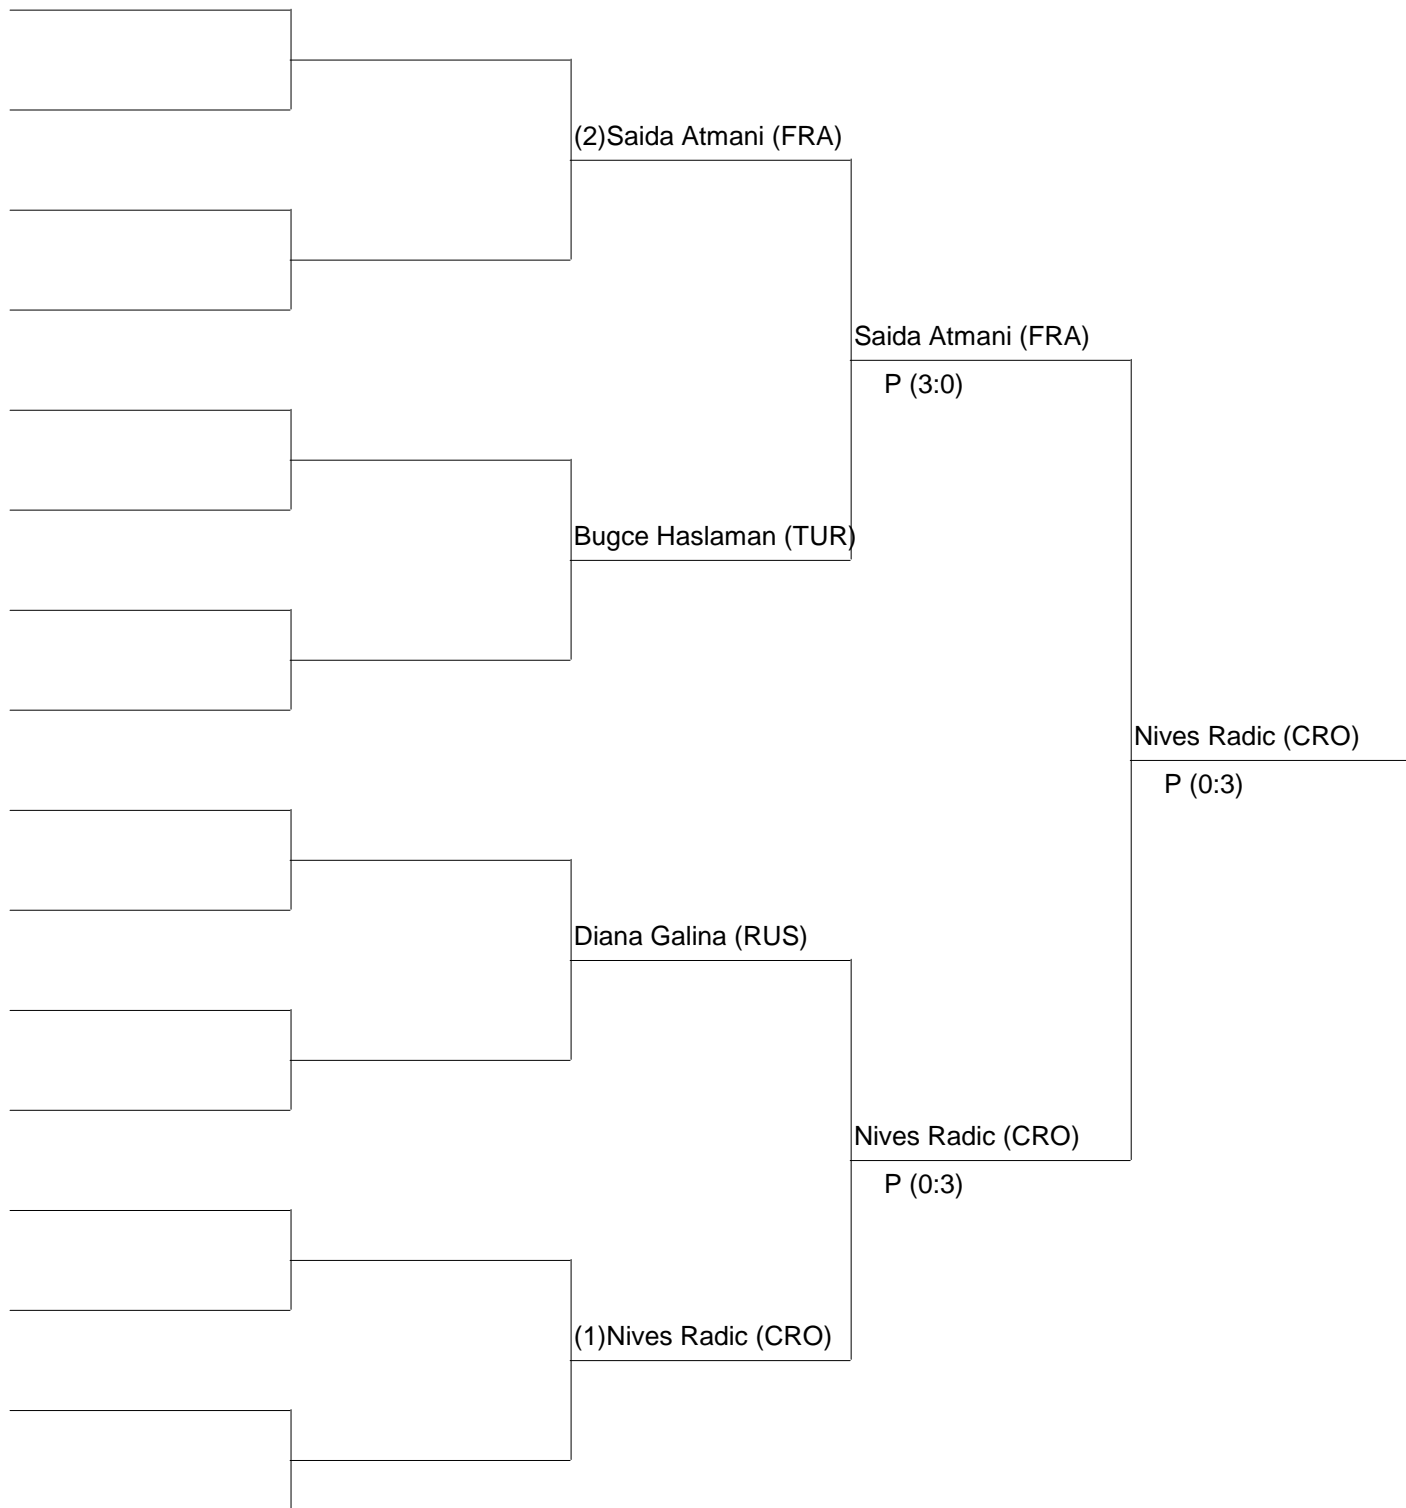 (2)Saida Atmani (FRA)
Saida Atmani (FRA)
P (3:0)
Bugce Haslaman (TUR)
Nives Radic (CRO)
P (0:3)
Diana Galina (RUS)
Nives Radic (CRO)
P (0:3)
(1)Nives Radic (CRO)